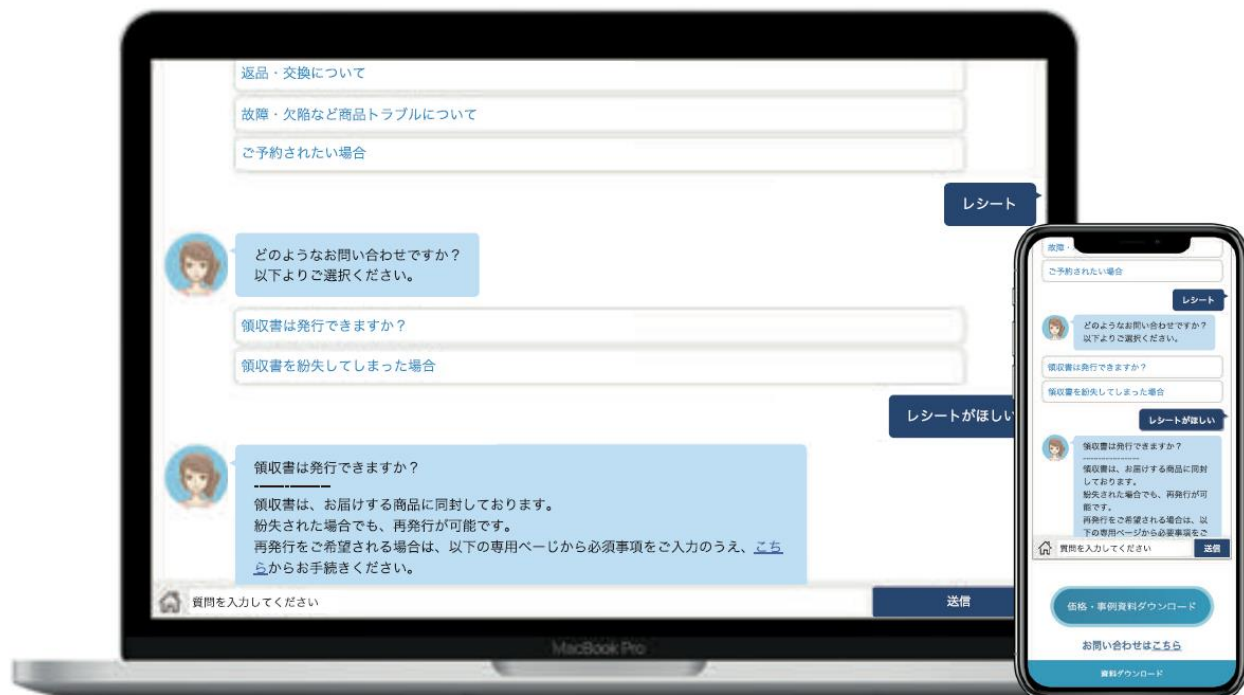 返品・交換について
故障・欠陥など商品トラブルについて
ご予約されたい場合
レシート
どのようなお問い合わせですか?
以下よりご選択ください。
領収書は発行できますか?
領収書を紛失してしまった場合
レシートがほしい
領収書は発行できますか?
領収書は、お届けする商品に同封しております。
紛失された場合でも、再発行が可能です。
再発行をご希望される場合は、以下の専用ページから必須事項をご入力のうえ、こち
らからお手続きください。
質問を入力してください
送信
MacBook Pro
故障・
ご予約されたい場合
レシート
どのようなお問い合わせですか?
以下よりご選択ください。
領収書は発行できますか?
領収書を紛失してしまった場合
レシートがほしい
領収書は発行できますか?
領収書は、お届けする商品に同封
しております。
紛失された場合でも、再発行が可
能です。
再発行をご希望される場合は、以
下の専用ページから必要事項をご
質問を入力してください
送信
価格・事例資料ダウンロード
お問い合わせはこちら
資料ダウンロード